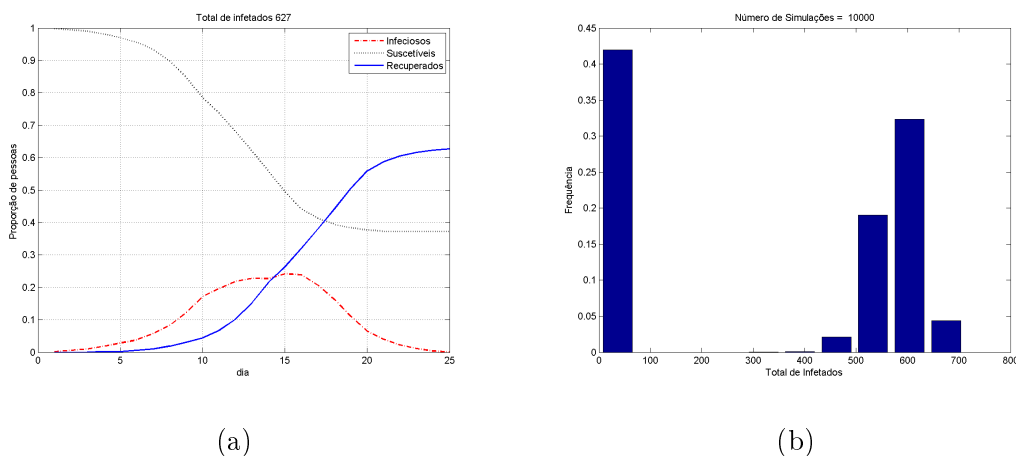 Total de infetados 627
Infeciosos
Suscetíveis
Recuperados
1
0.9
0.8
0.7
0.6
0.5
0.4
0.3
0.2
0.1
0
Proporção de pessoas
0 5 10 15 20 25
dia
(a)
Número de Simulações = 10000
0.45
0.4
0.35
0.3
0.25
0.2
0.15
0.1
0.05
0
Frequência
0 100 200 300 400 500 600 700 800
Total de Infetados
(b)